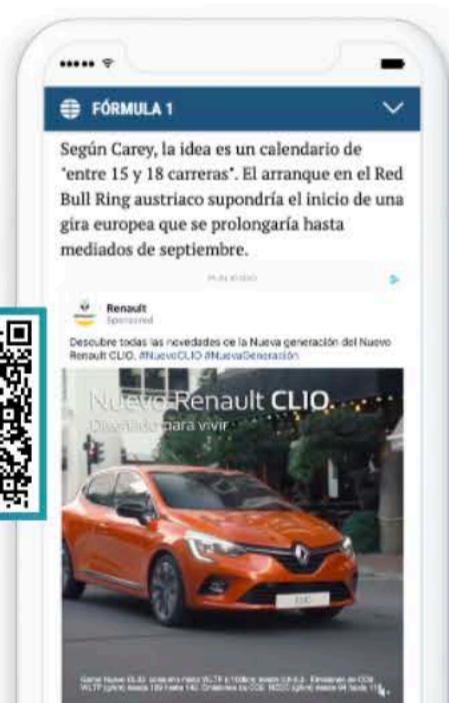 FÓRMULA 1
Según Carey, la idea es un calendario de
"entre 15 y 18 carreras". El arranque en el Red
Bull Ring austriaco supondría el inicio de una
gira europea que se prolongaría hasta
mediados de septiembre.
PUBLICIDAD
Renault
Sponsored
Descubre todas las novedades de la Nueva generación del Nuevo
Renault CLIO. #NuevoCLIO #NuevaGeneración
Nuevo Renault CLIO
Diseñado para vivir
CLIO